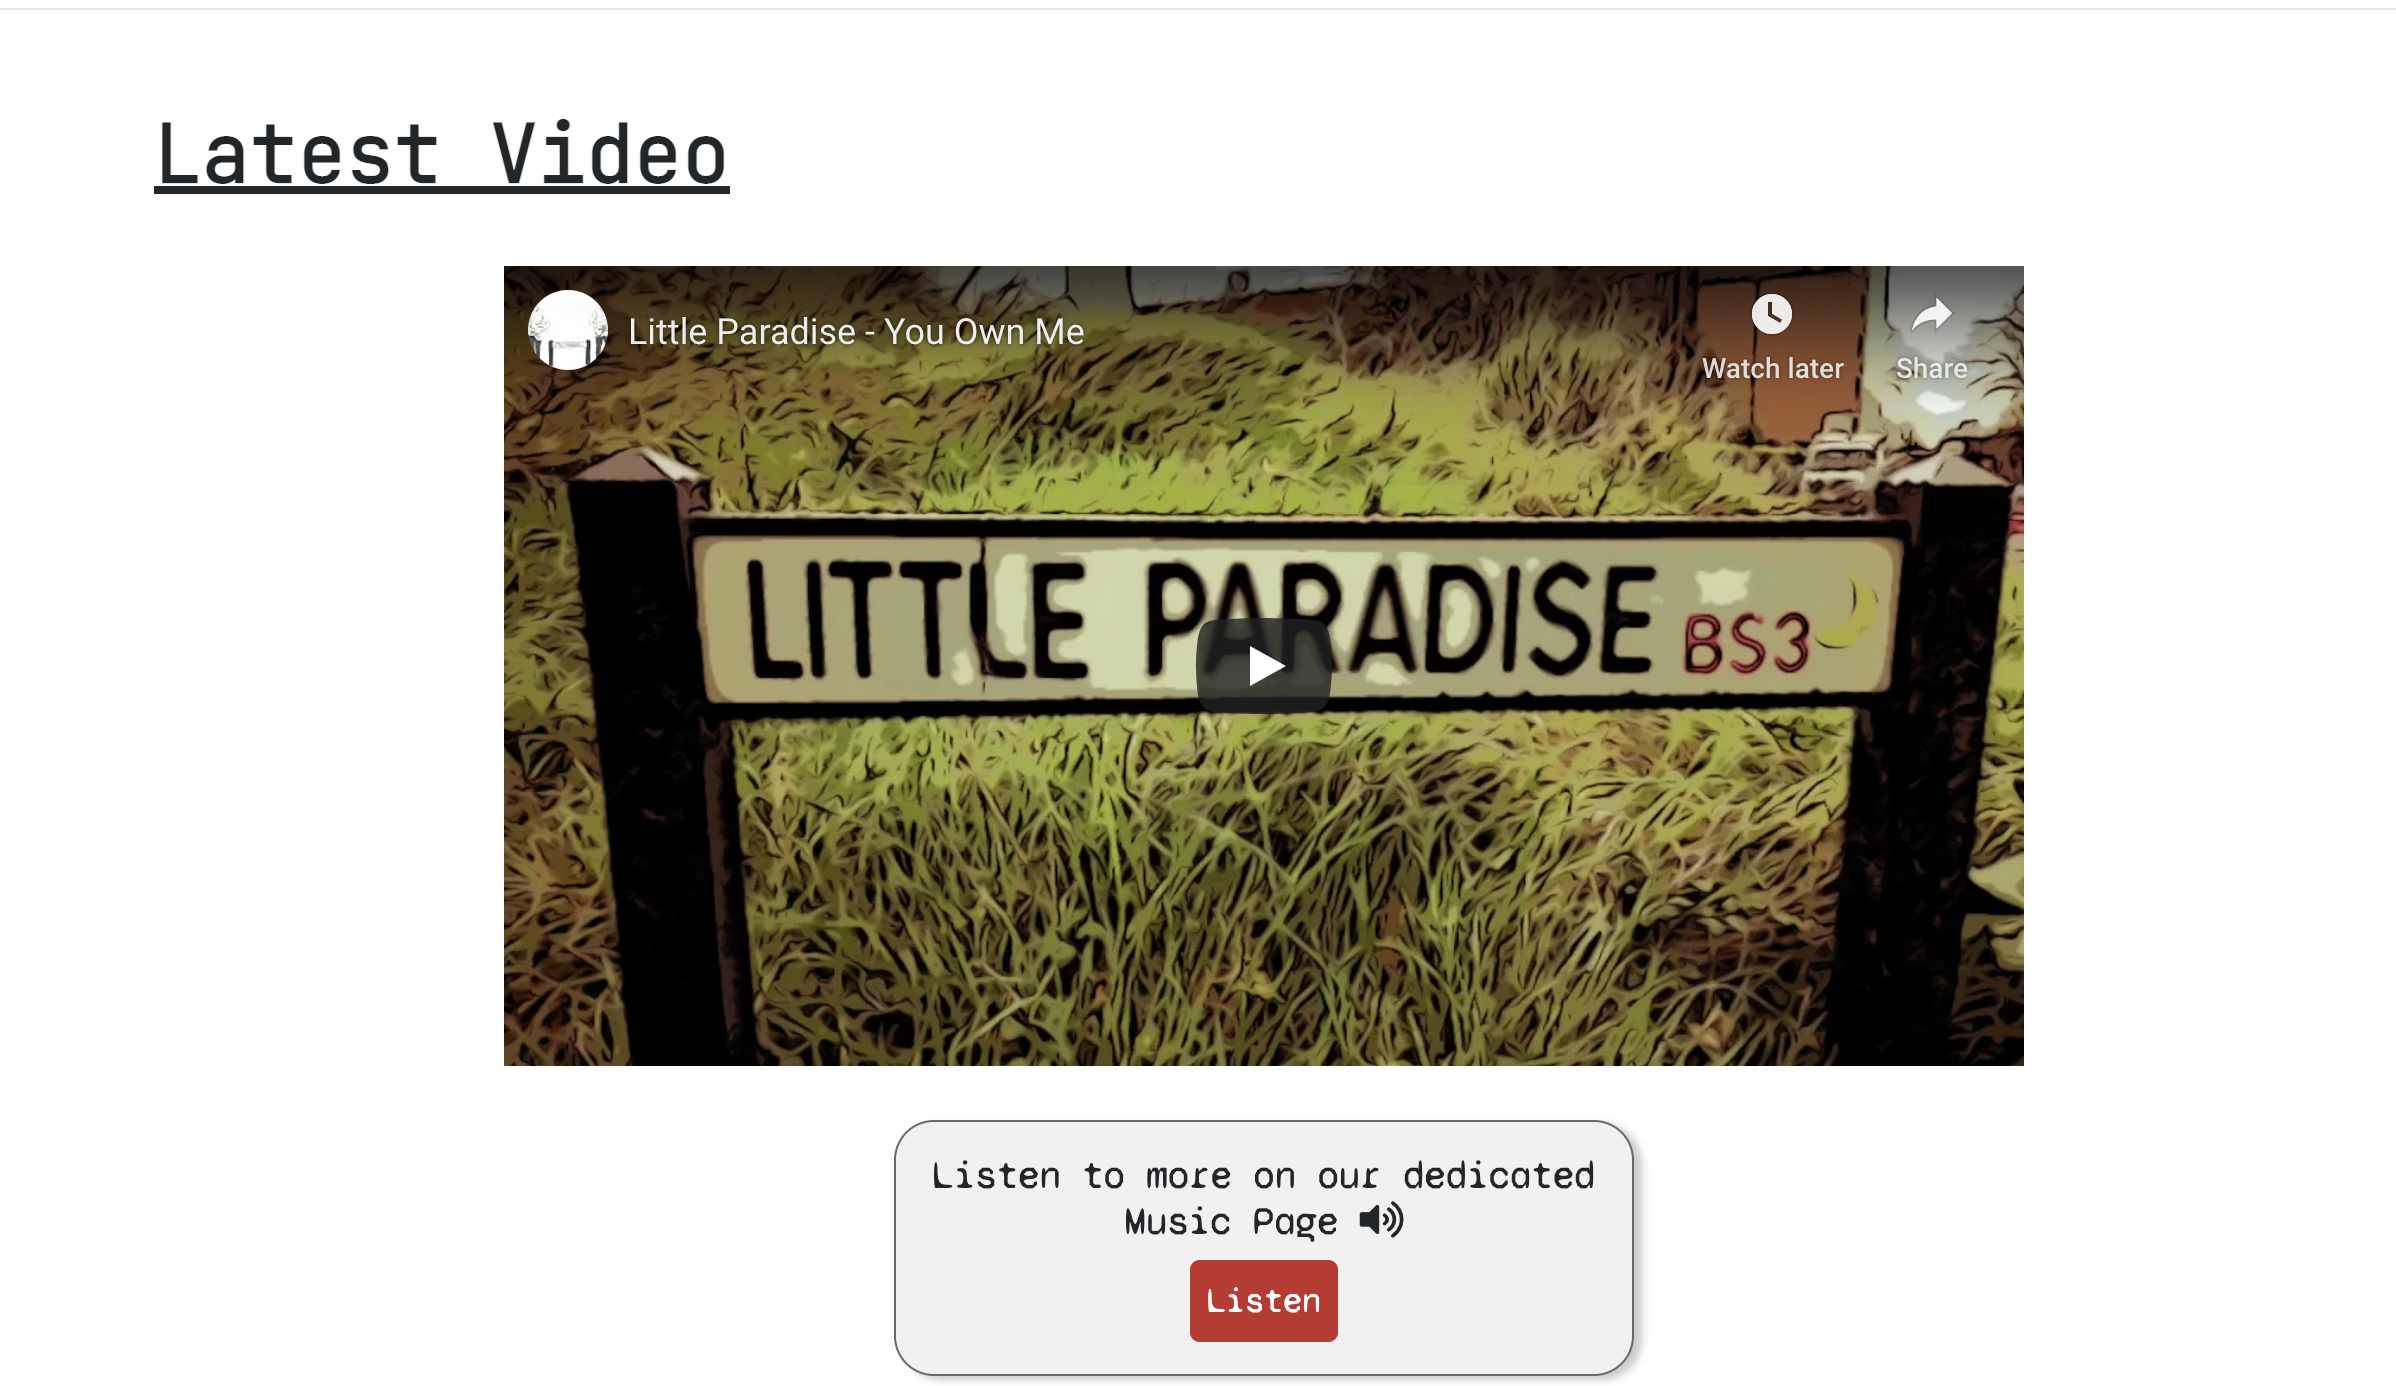 Latest Video
Little Paradise - You Own Me
Watch later
Share
LITTLE PARADISE BS3
Listen to more on our dedicated
Music Page
Listen